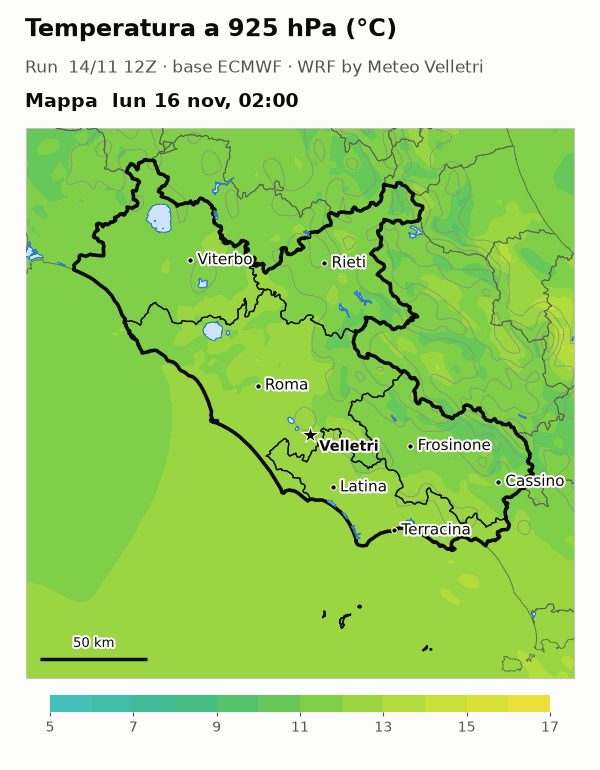 Temperatura a 925 hPa (°C)
Run  14/11 12Z · base ECMWF · WRF by Meteo Velletri
Mappa  lun 16 nov, 02:00
Viterbo
Rieti
Roma
Velletri
Frosinone
Cassino
Latina
Terracina
50 km
5 7 9 11 13 15 17